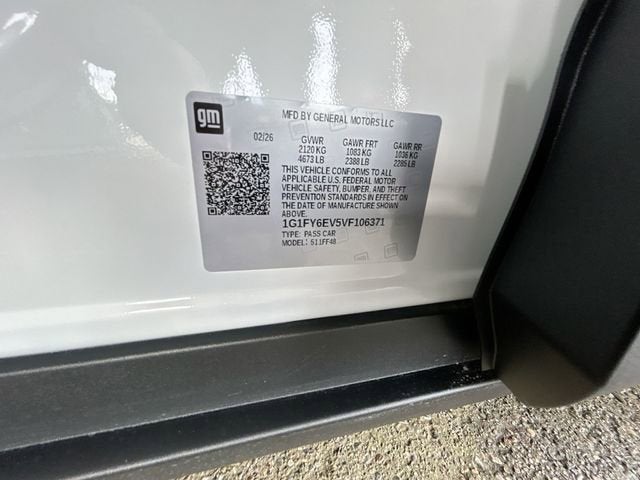 gm
MFD BY GENERAL MOTORS LLC
02/26 GVWR GAWR FRT GAWR RR
2120 KG 1083 KG 1036 KG
4673 LB 2388 LB 2285 LB
THIS VEHICLE CONFORMS TO ALL
APPLICABLE U.S. FEDERAL MOTOR
VEHICLE SAFETY, BUMPER, AND THEFT
PREVENTION STANDARDS IN EFFECT ON
THE DATE OF MANUFACTURE SHOWN
ABOVE.
1G1FY6EV5VF106371
TYPE: PASS CAR
MODEL: 511FF48